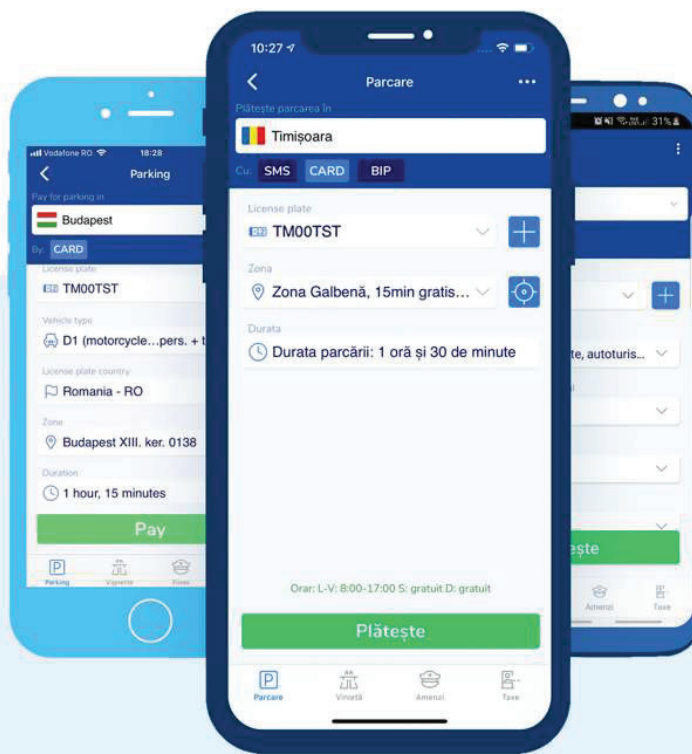 Vodafone RO
18:28
Parking
Pay for parking in
Budapest
By:
CARD
License plate
TM00TST
Vehicle type
D1 (motorcycle...pers. + t
License plate country
Romania - RO
Zone
Budapest XIII. ker. 0138
Duration
1 hour, 15 minutes
Pay
Parking
Vignette
Fines
10:27
Parcare
Plătește parcarea în
Timișoara
Cu:
SMS
CARD
BIP
License plate
TM00TST
Zona
Zona Galbenă, 15min gratis...
Durata
Durata parcării: 1 oră și 30 de minute
Orar: L-V: 8:00-17:00 S: gratuit D: gratuit
Plătește
Parcare
Vinietă
Amenzi
Taxe
31%
te, autoturis...
ește
Amenzi
Taxe